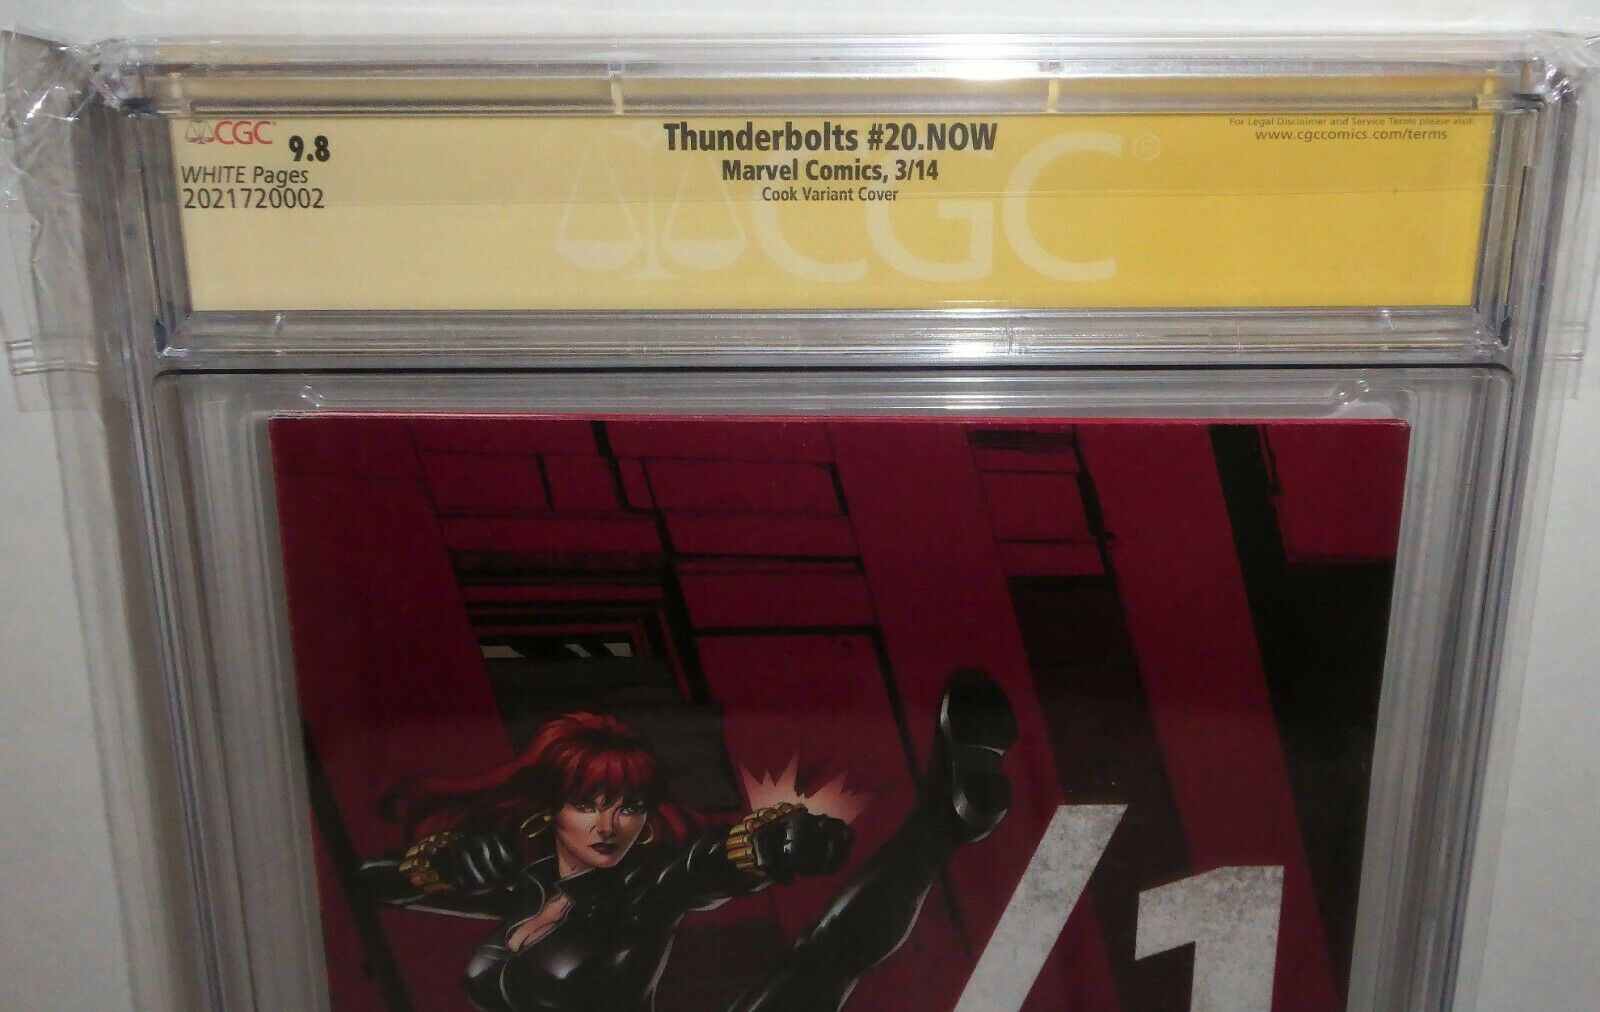 CGC 9.8
WHITE Pages
2021720002
Thunderbolts #20.NOW
Marvel Comics, 3/14
Cook Variant Cover
For Legal Disclaimer and Service Terms please visit:
www.cgccomics.com/terms
CGC
/1